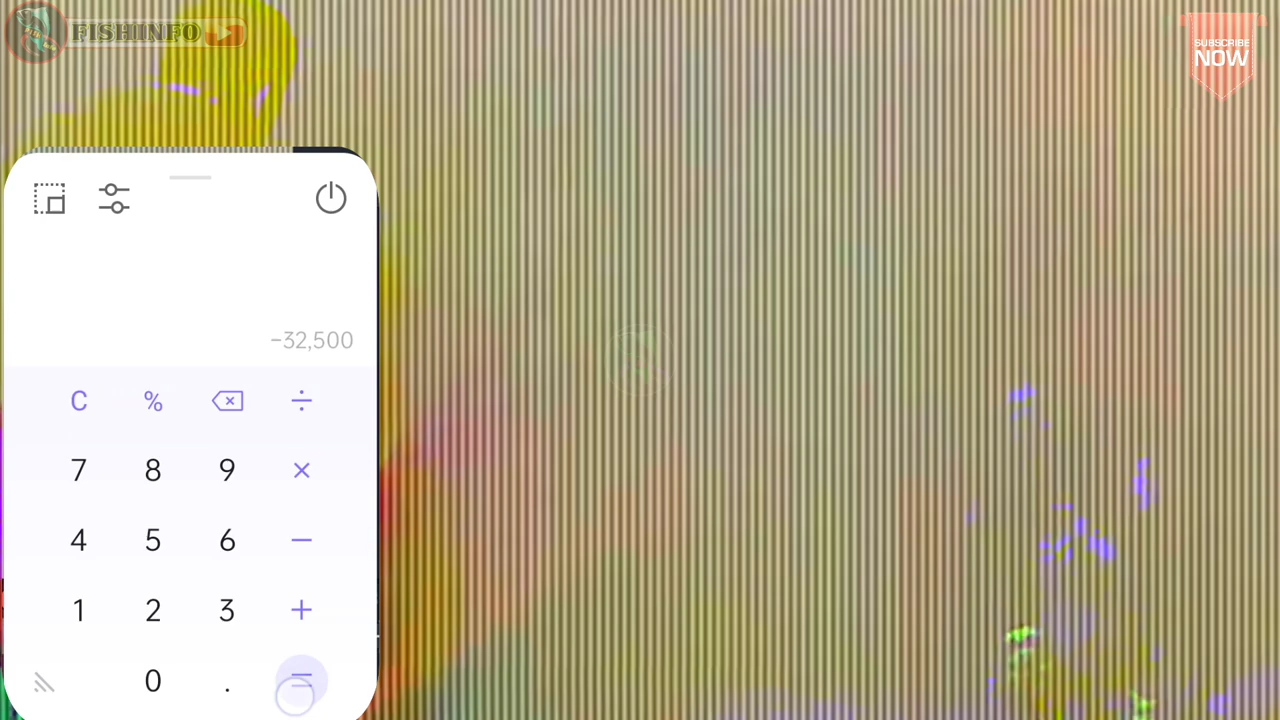 FISHINFO
SUBSCRIBE
NOW
−32,500
C % ÷
7 8 9 ×
4 5 6 −
1 2 3 +
0 . =